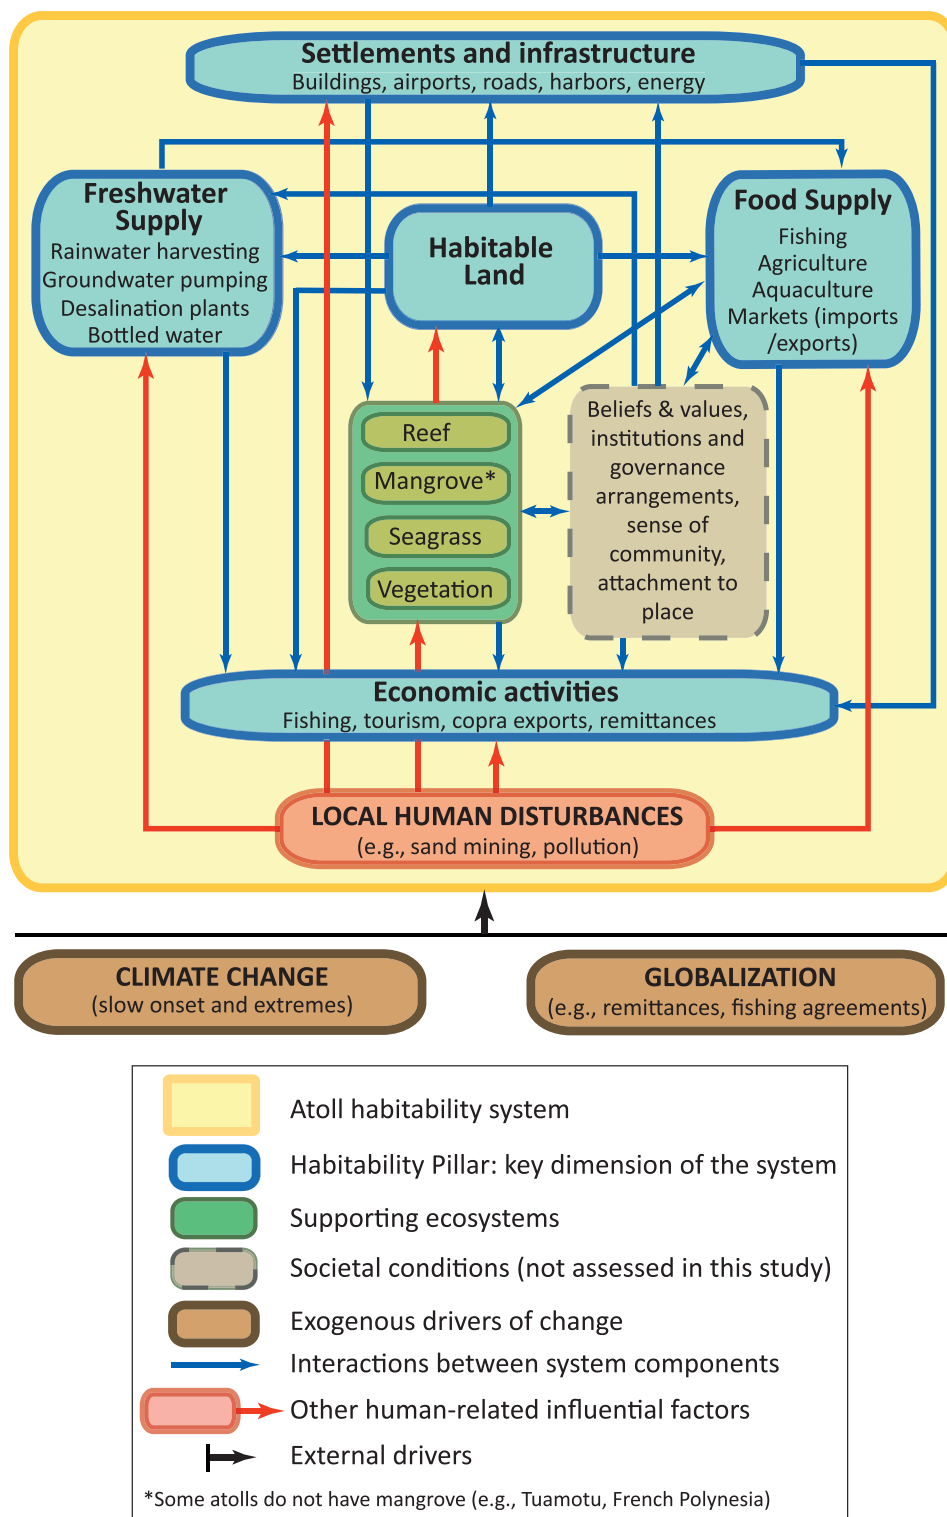 Settlements and infrastructure
Buildings, airports, roads, harbors, energy
Freshwater
Supply
Rainwater harvesting
Groundwater pumping
Desalination plants
Bottled water
Habitable
Land
Food Supply
Fishing
Agriculture
Aquaculture
Markets (imports
/exports)
Reef
Mangrove*
Seagrass
Vegetation
Beliefs & values,
institutions and
governance
arrangements,
sense of
community,
attachment to
place
Economic activities
Fishing, tourism, copra exports, remittances
LOCAL HUMAN DISTURBANCES
(e.g., sand mining, pollution)
CLIMATE CHANGE
(slow onset and extremes)
GLOBALIZATION
(e.g., remittances, fishing agreements)
Atoll habitability system
Habitability Pillar: key dimension of the system
Supporting ecosystems
Societal conditions (not assessed in this study)
Exogenous drivers of change
Interactions between system components
Other human-related influential factors
External drivers
*Some atolls do not have mangrove (e.g., Tuamotu, French Polynesia)